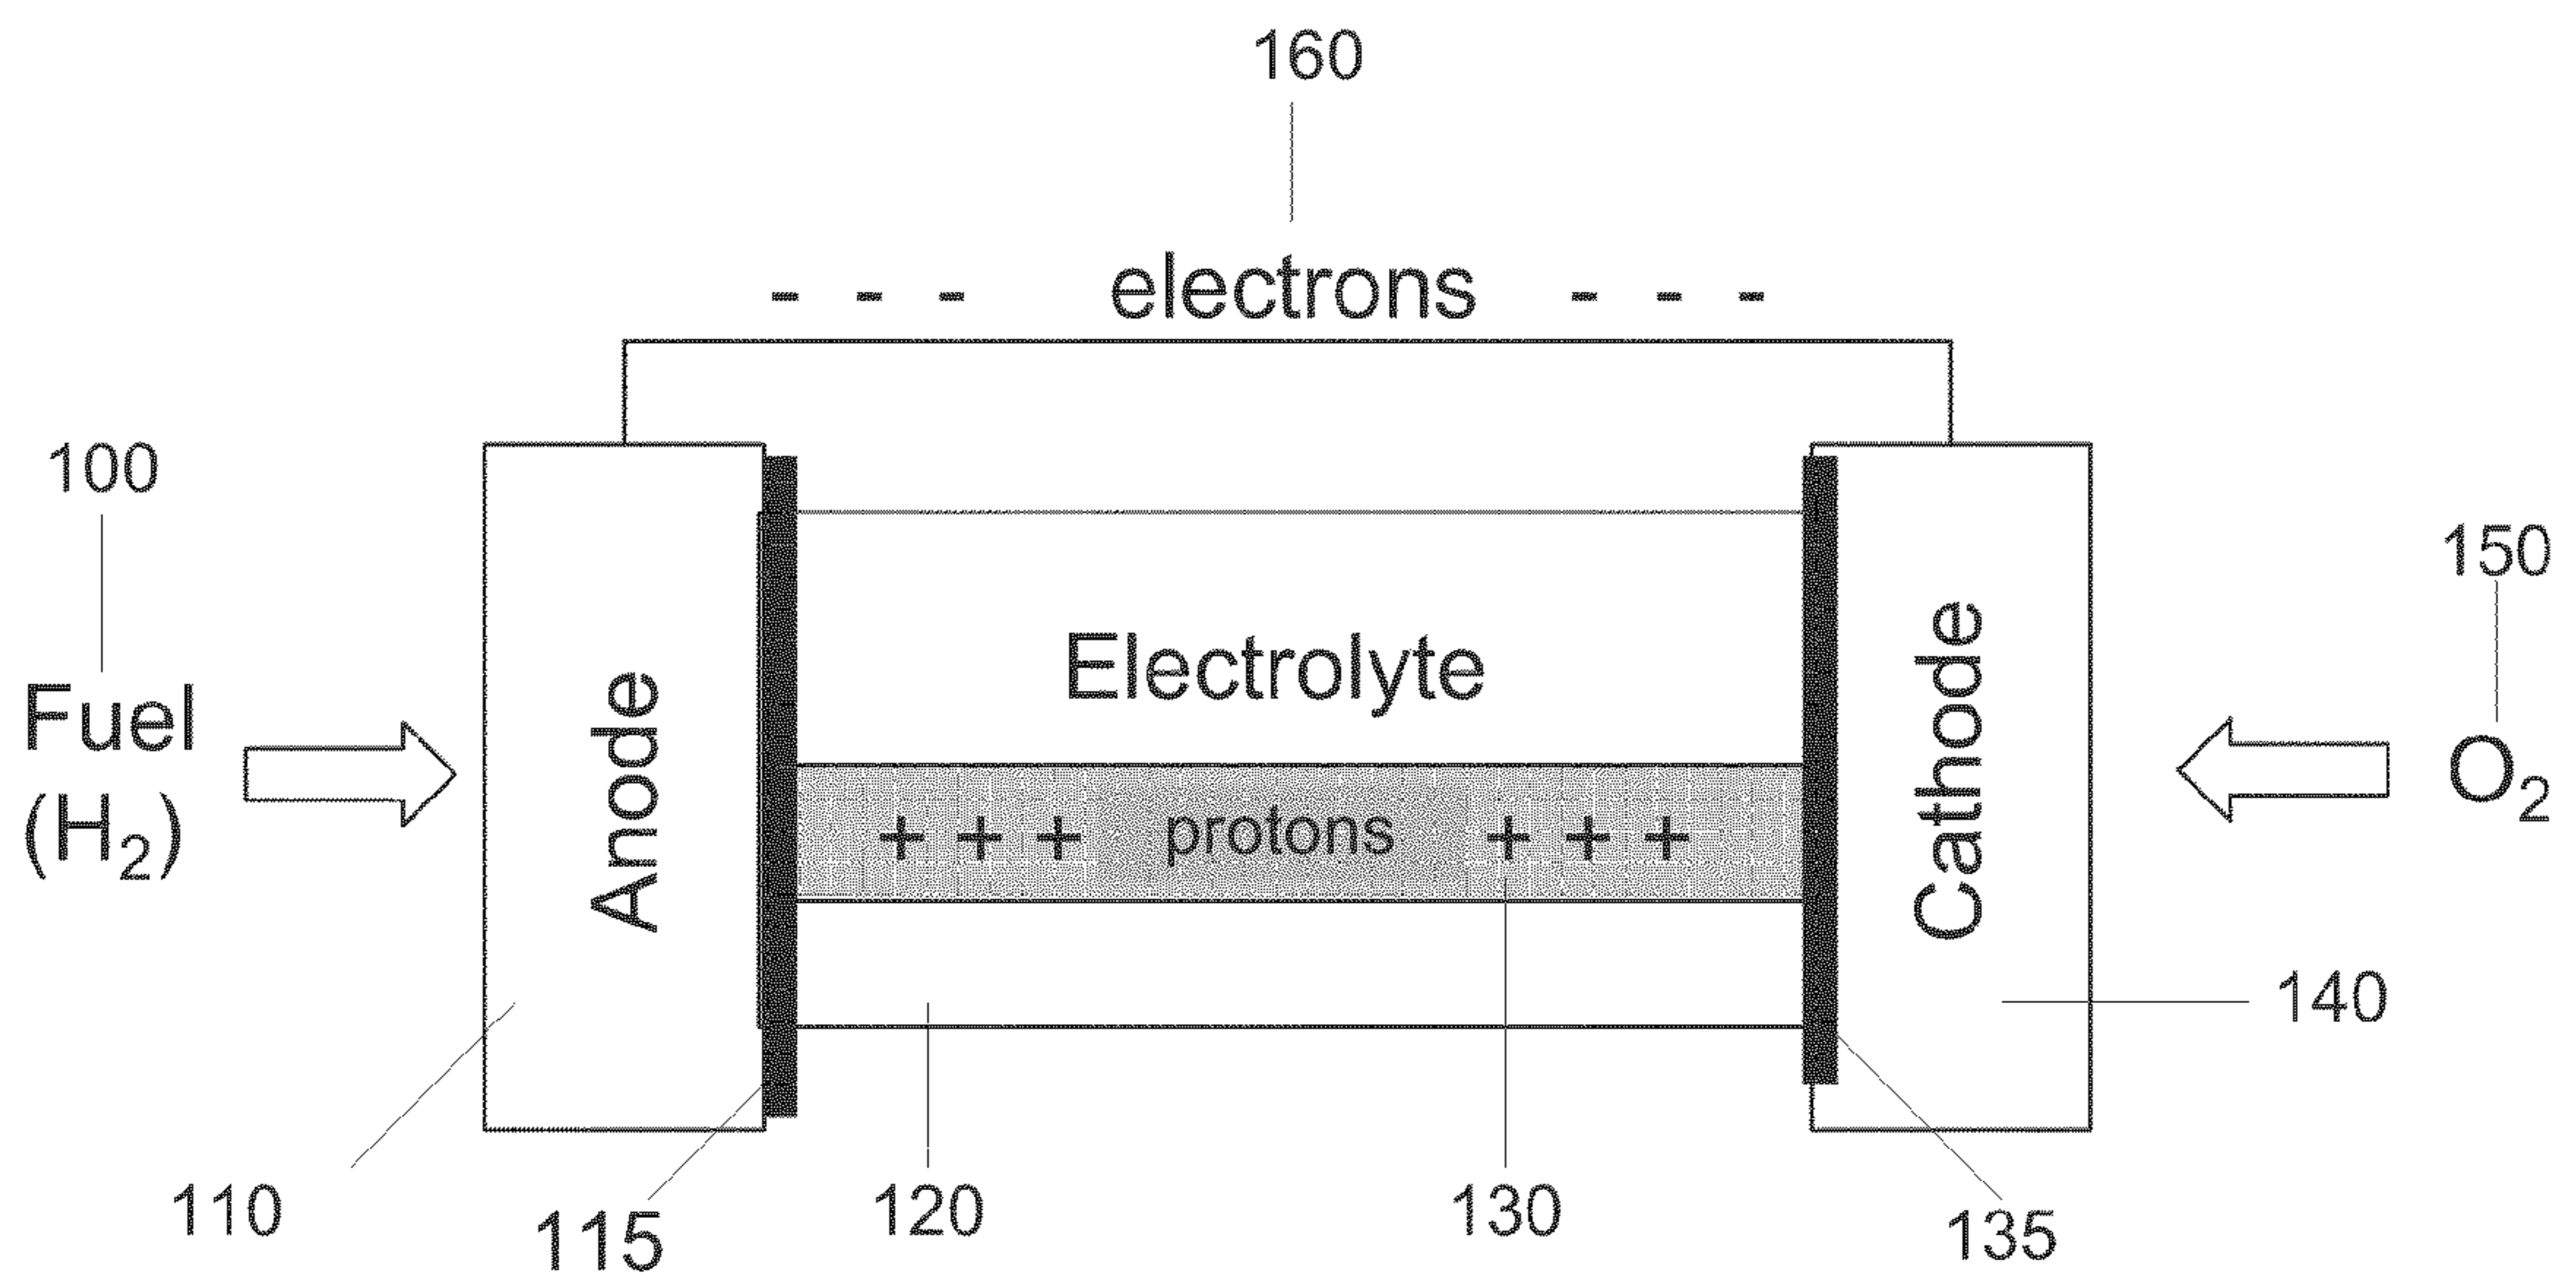 160
- - - electrons - - -
100
150
Fuel
(H₂)
Anode
Electrolyte
+ + + protons + + +
Cathode
O₂
140
110
115
120
130
135